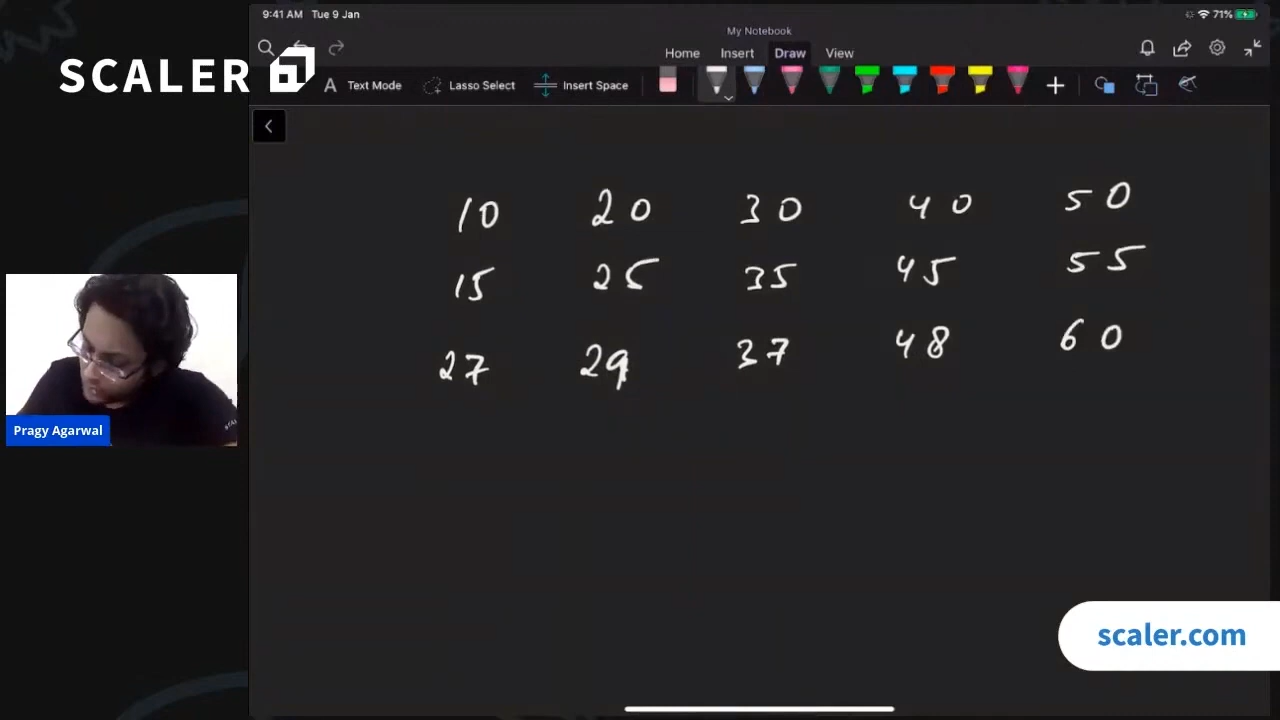 9:41 AM Tue 9 Jan
71%
My Notebook
Home Insert Draw View
SCALER
A Text Mode Lasso Select Insert Space
10 20 30 40 50
15 25 35 45 55
27 29 37 48 60
Pragy Agarwal
scaler.com